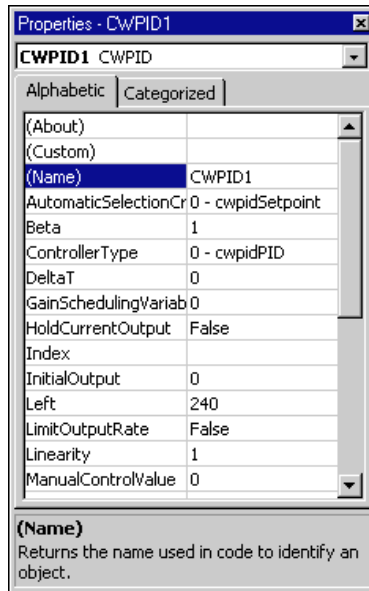 Properties - CWPID1
CWPID1 CWPID
Alphabetic Categorized
(About)
(Custom)
(Name) CWPID1
AutomaticSelectionCr 0 - cwpidSetpoint
Beta 1
ControllerType 0 - cwpidPID
DeltaT 0
GainSchedulingVariab 0
HoldCurrentOutput False
Index
InitialOutput 0
Left 240
LimitOutputRate False
Linearity 1
ManualControlValue 0
(Name)
Returns the name used in code to identify an
object.